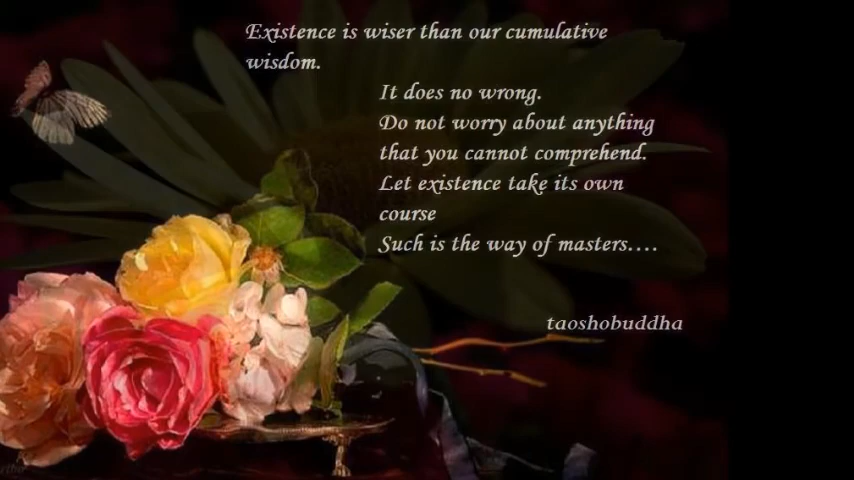 Existence is wiser than our cumulative
wisdom.
It does no wrong.
Do not worry about anything
that you cannot comprehend.
Let existence take its own
course
Such is the way of masters....
taoshobuddha